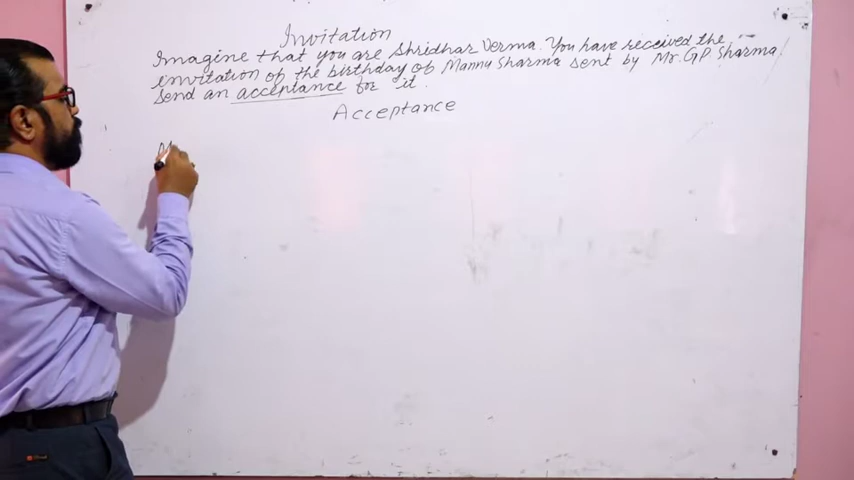 Invitation
Imagine that you are Shridhar Verma. You have received the
invitation of the birthday of Mannu Sharma sent by Mr. G.P. Sharma.
Send an acceptance for it.
Acceptance